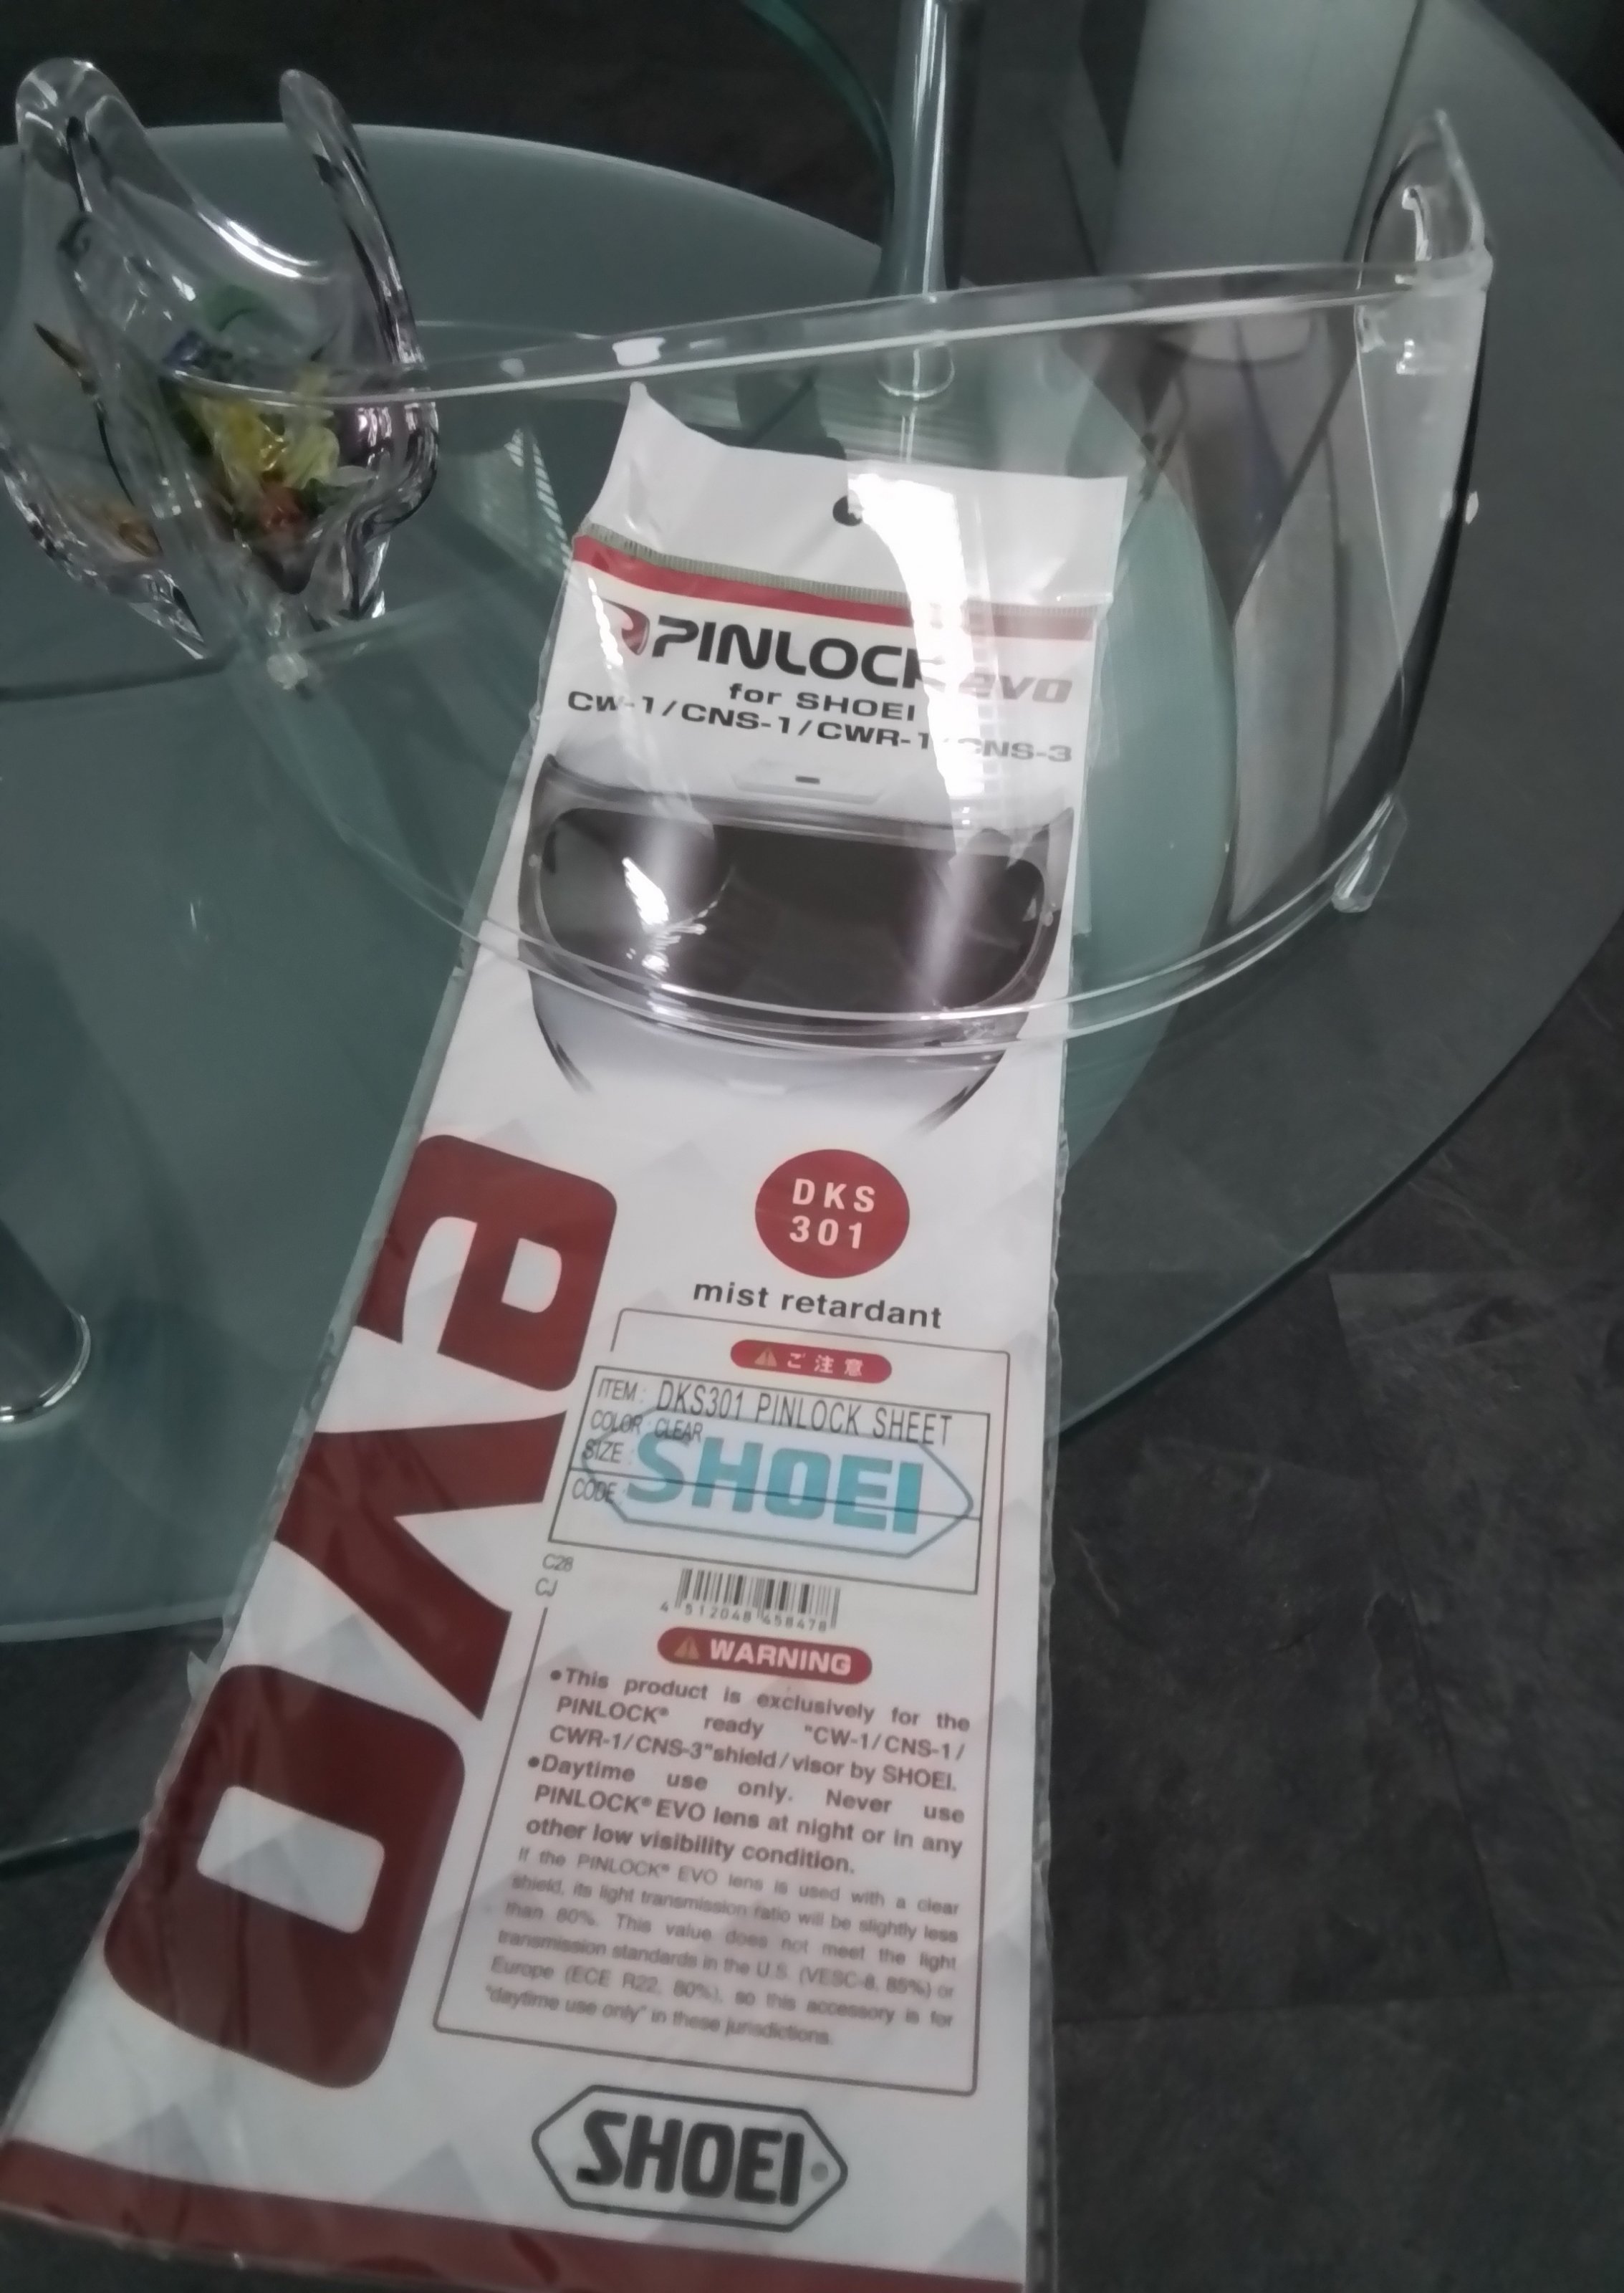 PINLOCK evo
for SHOEI
CW-1/CNS-1/CWR-1/CNS-3
evo
DKS
301
mist retardant
ご注意
ITEM : DKS301 PINLOCK SHEET
COLOR : CLEAR
SIZE :
CODE :
SHOEI
C28
CJ
4 512048 458478
WARNING
●This product is exclusively for the
PINLOCK® ready "CW-1/CNS-1/
CWR-1/CNS-3"shield/visor by SHOEI.
●Daytime use only. Never use
PINLOCK® EVO lens at night or in any
other low visibility condition.
If the PINLOCK® EVO lens is used with a clear
shield, its light transmission ratio will be slightly less
than 80%. This value does not meet the light
transmission standards in the U.S. (VESC-8, 85%) or
Europe (ECE R22, 80%), so this accessory is for
"daytime use only" in these jurisdictions.
SHOEI